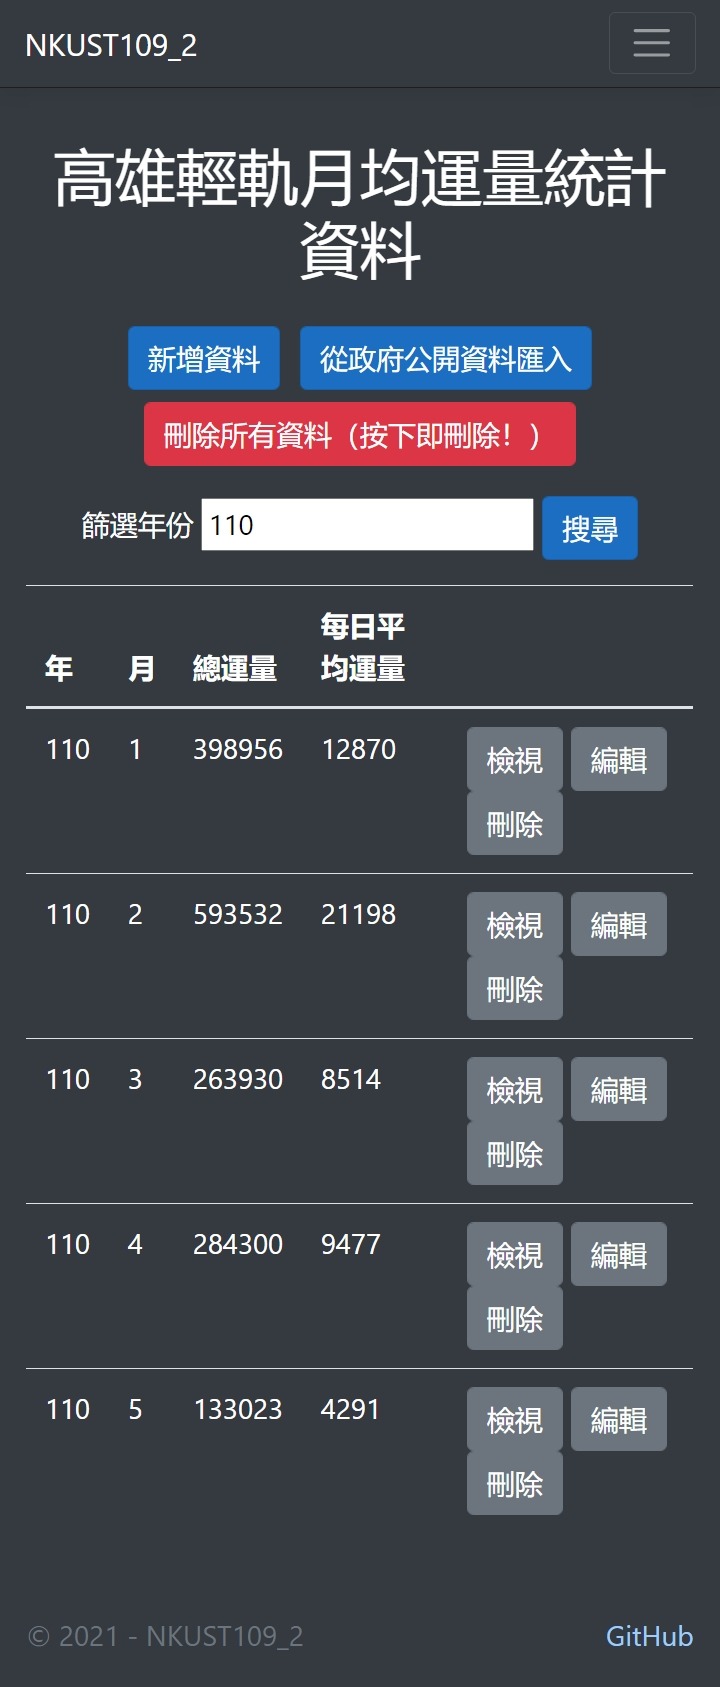 NKUST109_2
高雄輕軌月均運量統計
資料
新增資料 從政府公開資料匯入
刪除所有資料（按下即刪除！）
篩選年份 110 搜尋
年 月 總運量 每日平
均運量
110 1 398956 12870 檢視 編輯
刪除
110 2 593532 21198 檢視 編輯
刪除
110 3 263930 8514 檢視 編輯
刪除
110 4 284300 9477 檢視 編輯
刪除
110 5 133023 4291 檢視 編輯
刪除
© 2021 - NKUST109_2 GitHub